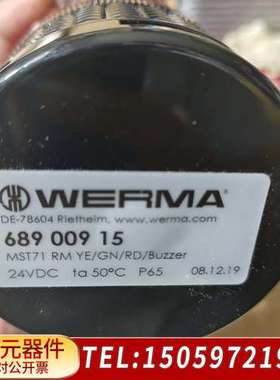 WERMA
DE-78604 Rietheim, www.werma.com
689 009 15
MST71 RM YE/GN/RD/Buzzer
24VDC ta 50°C P65 08.12.19
元器件
对公开票
TEL:150597219